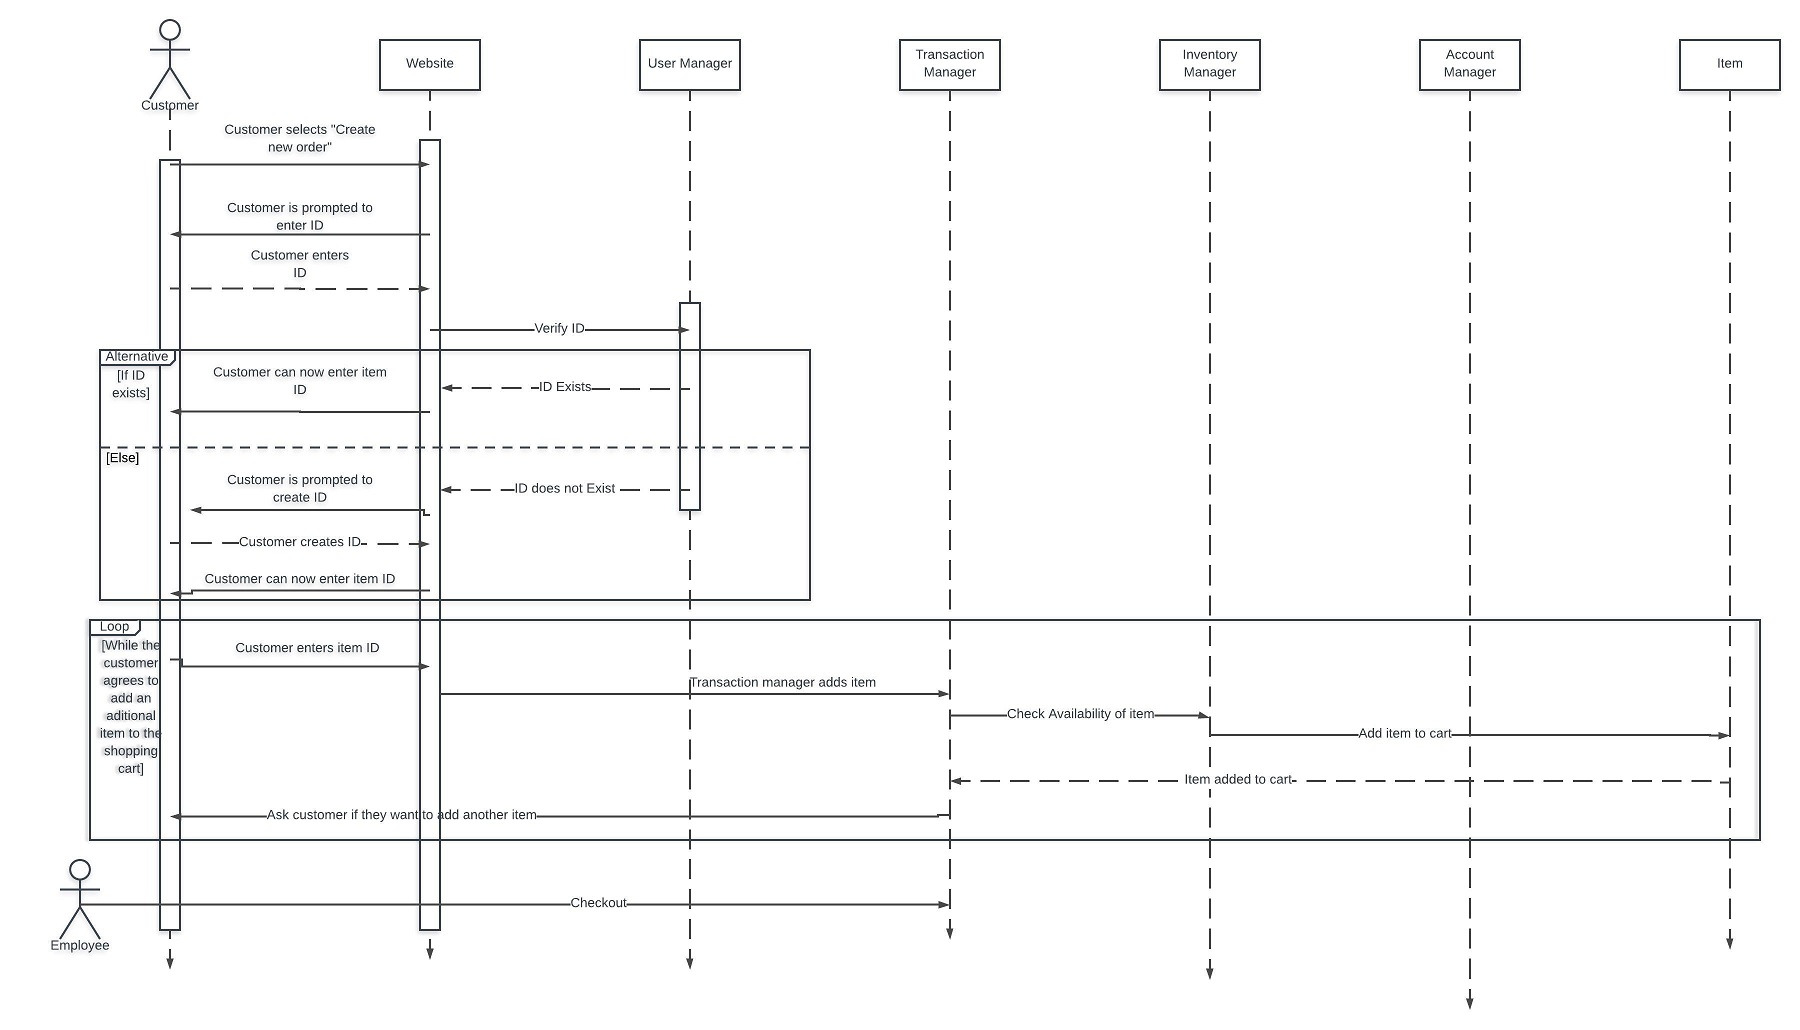 Customer
Website
User Manager
Transaction
Manager
Inventory
Manager
Account
Manager
Item
Customer selects "Create
new order"
Customer is prompted to
enter ID
Customer enters
ID
Verify ID
Alternative
[If ID
exists]
Customer can now enter item
ID
ID Exists
[Else]
Customer is prompted to
create ID
ID does not Exist
Customer creates ID
Customer can now enter item ID
Loop
[While the
customer
agrees to
add an
aditional
item to the
shopping
cart]
Customer enters item ID
Transaction manager adds item
Check Availability of item
Add item to cart
Item added to cart
Ask customer if they want to add another item
Checkout
Employee